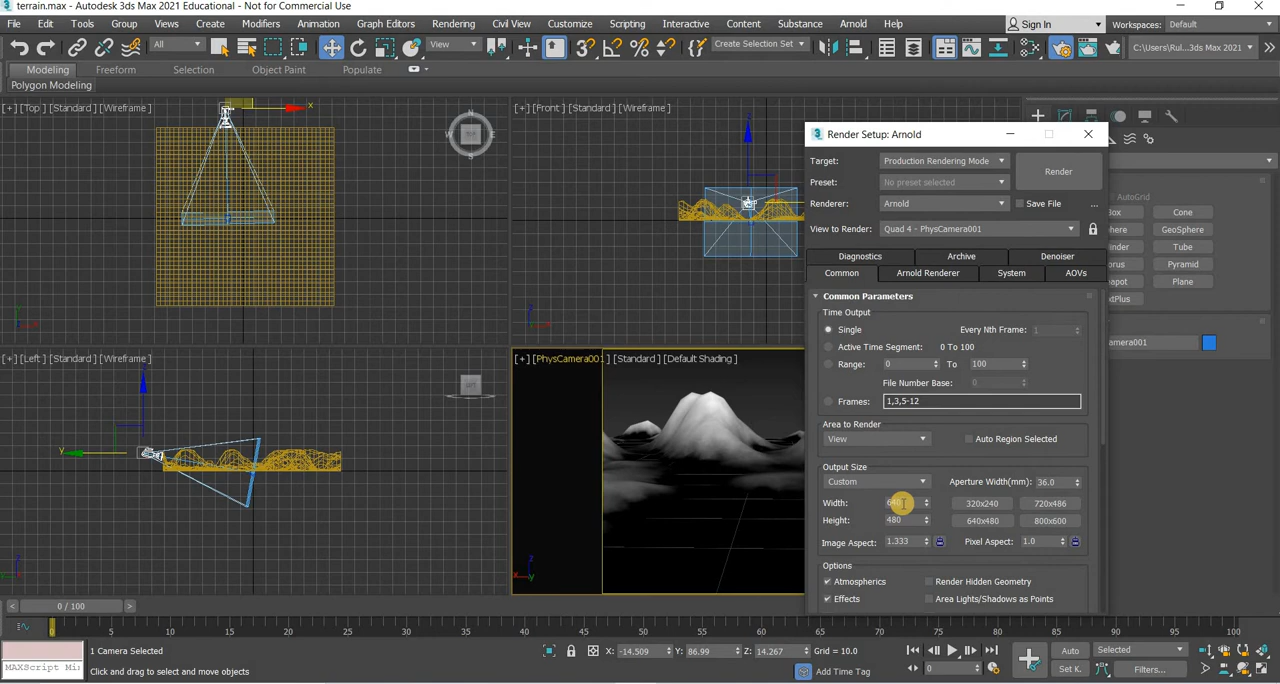 terrain.max - Autodesk 3ds Max 2021 Educational - Not for Commercial Use
File Edit Tools Group Views Create Modifiers Animation Graph Editors Rendering Civil View Customize Scripting Interactive Content Substance Arnold Help Sign In Workspaces: Default
All View Create Selection Set C:\Users\Rul...3ds Max 2021
Modeling Freeform Selection Object Paint Populate
Polygon Modeling
[+] [Top ] [Standard ] [Wireframe ]
[+] [Front ] [Standard ] [Wireframe ]
Render Setup: Arnold
Target: Production Rendering Mode
Render
Preset: No preset selected
Renderer: Arnold Save File ...
View to Render: Quad 4 - PhysCamera001
Diagnostics Archive Denoiser
Common Arnold Renderer System AOVs
Common Parameters
Time Output
Single Every Nth Frame: 1
Active Time Segment: 0 To 100
Range: 0 To 100
File Number Base: 0
Frames: 1,3,5-12
Area to Render
View Auto Region Selected
Output Size
Custom Aperture Width(mm): 36.0
Width: 320x240 720x486
Height: 480 640x480 800x600
Image Aspect: 1.333 Pixel Aspect: 1.0
Options
Atmospherics Render Hidden Geometry
Effects Area Lights/Shadows as Points
AutoGrid
Cone
GeoSphere
Tube
Pyramid
Plane
[+] [Left ] [Standard ] [Wireframe ]
[+] [PhysCamera001 ] [Standard ] [Default Shading ]
TOP
LEFT
0 / 100
0 5 10 15 20 25 30 35 40 45 50 55 60 65 70 75 80 85 90 95 100
1 Camera Selected X: -14.509 Y: 86.99 Z: 14.267 Grid = 10.0 Auto Selected
MAXScript Mi: Click and drag to select and move objects Add Time Tag 0 Set K. Filters...